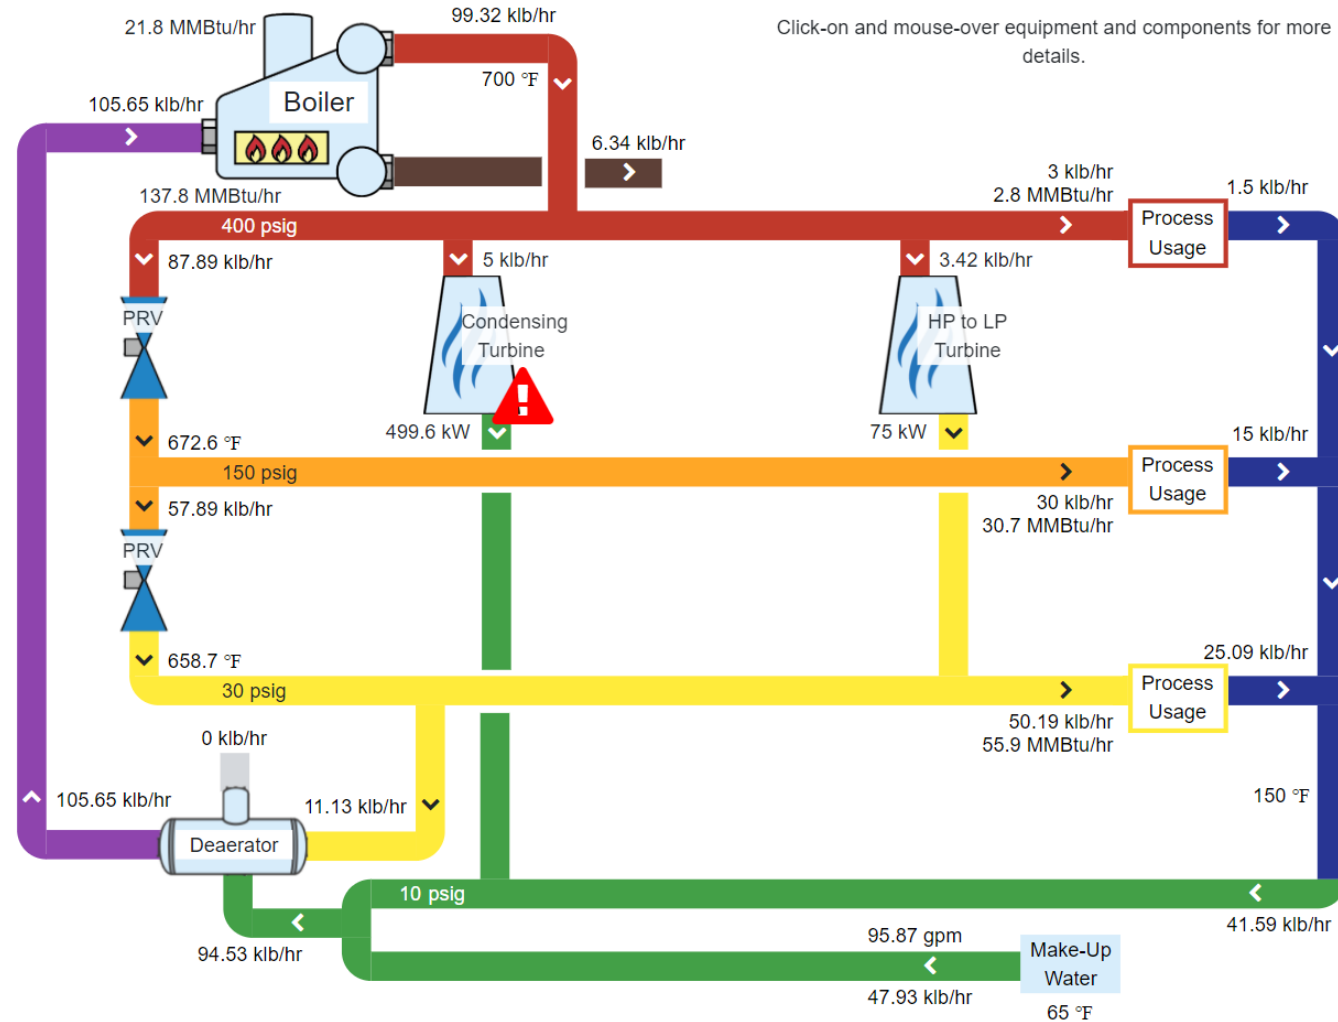 99.32 klb/hr
21.8 MMBtu/hr
Click-on and mouse-over equipment and components for more
details.
700 °F
Boiler
105.65 klb/hr
6.34 klb/hr
137.8 MMBtu/hr
3 klb/hr
2.8 MMBtu/hr
1.5 klb/hr
400 psig
Process
Usage
87.89 klb/hr
5 klb/hr
3.42 klb/hr
PRV
Condensing
Turbine
HP to LP
Turbine
499.6 kW
75 kW
672.6 °F
15 klb/hr
150 psig
Process
Usage
57.89 klb/hr
30 klb/hr
30.7 MMBtu/hr
PRV
658.7 °F
25.09 klb/hr
30 psig
Process
Usage
50.19 klb/hr
55.9 MMBtu/hr
0 klb/hr
105.65 klb/hr
11.13 klb/hr
150 °F
Deaerator
10 psig
41.59 klb/hr
94.53 klb/hr
95.87 gpm
Make-Up
Water
47.93 klb/hr
65 °F